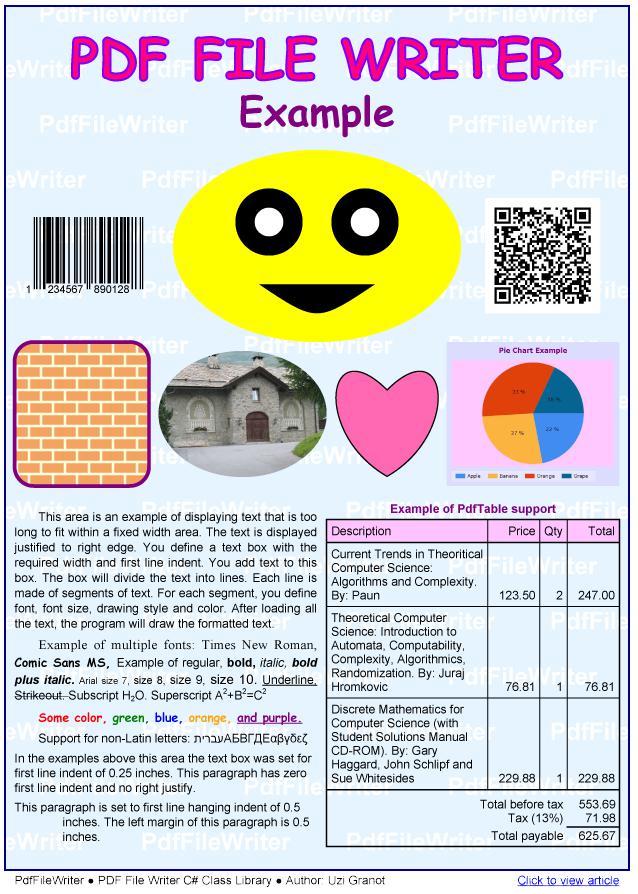 PDF FILE WRITER
Example
1 234567 890128
Pie Chart Example
33 %
16 %
27 %
22 %
Apple Banana Orange Grape
This area is an example of displaying text that is too
long to fit within a fixed width area. The text is displayed
justified to right edge. You define a text box with the
required width and first line indent. You add text to this
box. The box will divide the text into lines. Each line is
made of segments of text. For each segment, you define
font, font size, drawing style and color. After loading all
the text, the program will draw the formatted text.
Example of multiple fonts: Times New Roman,
Comic Sans MS, Example of regular, bold, italic, bold
plus italic. Arial size 7, size 8, size 9, size 10. Underline.
Strikeout. Subscript H₂O. Superscript A²+B²=C²
Some color, green, blue, orange, and purple.
Support for non-Latin letters: עבריתАБВГДЕαβγδεζ
In the examples above this area the text box was set for
first line indent of 0.25 inches. This paragraph has zero
first line indent and no right justify.
This paragraph is set to first line hanging indent of 0.5
inches. The left margin of this paragraph is 0.5
inches.
Example of PdfTable support
Description Price Qty Total
Current Trends in Theoritical
Computer Science:
Algorithms and Complexity.
By: Paun 123.50 2 247.00
Theoretical Computer
Science: Introduction to
Automata, Computability,
Complexity, Algorithmics,
Randomization. By: Juraj
Hromkovic 76.81 1 76.81
Discrete Mathematics for
Computer Science (with
Student Solutions Manual
CD-ROM). By: Gary
Haggard, John Schlipf and
Sue Whitesides 229.88 1 229.88
Total before tax 553.69
Tax (13%) 71.98
Total payable 625.67
PdfFileWriter ● PDF File Writer C# Class Library ● Author: Uzi Granot
Click to view article